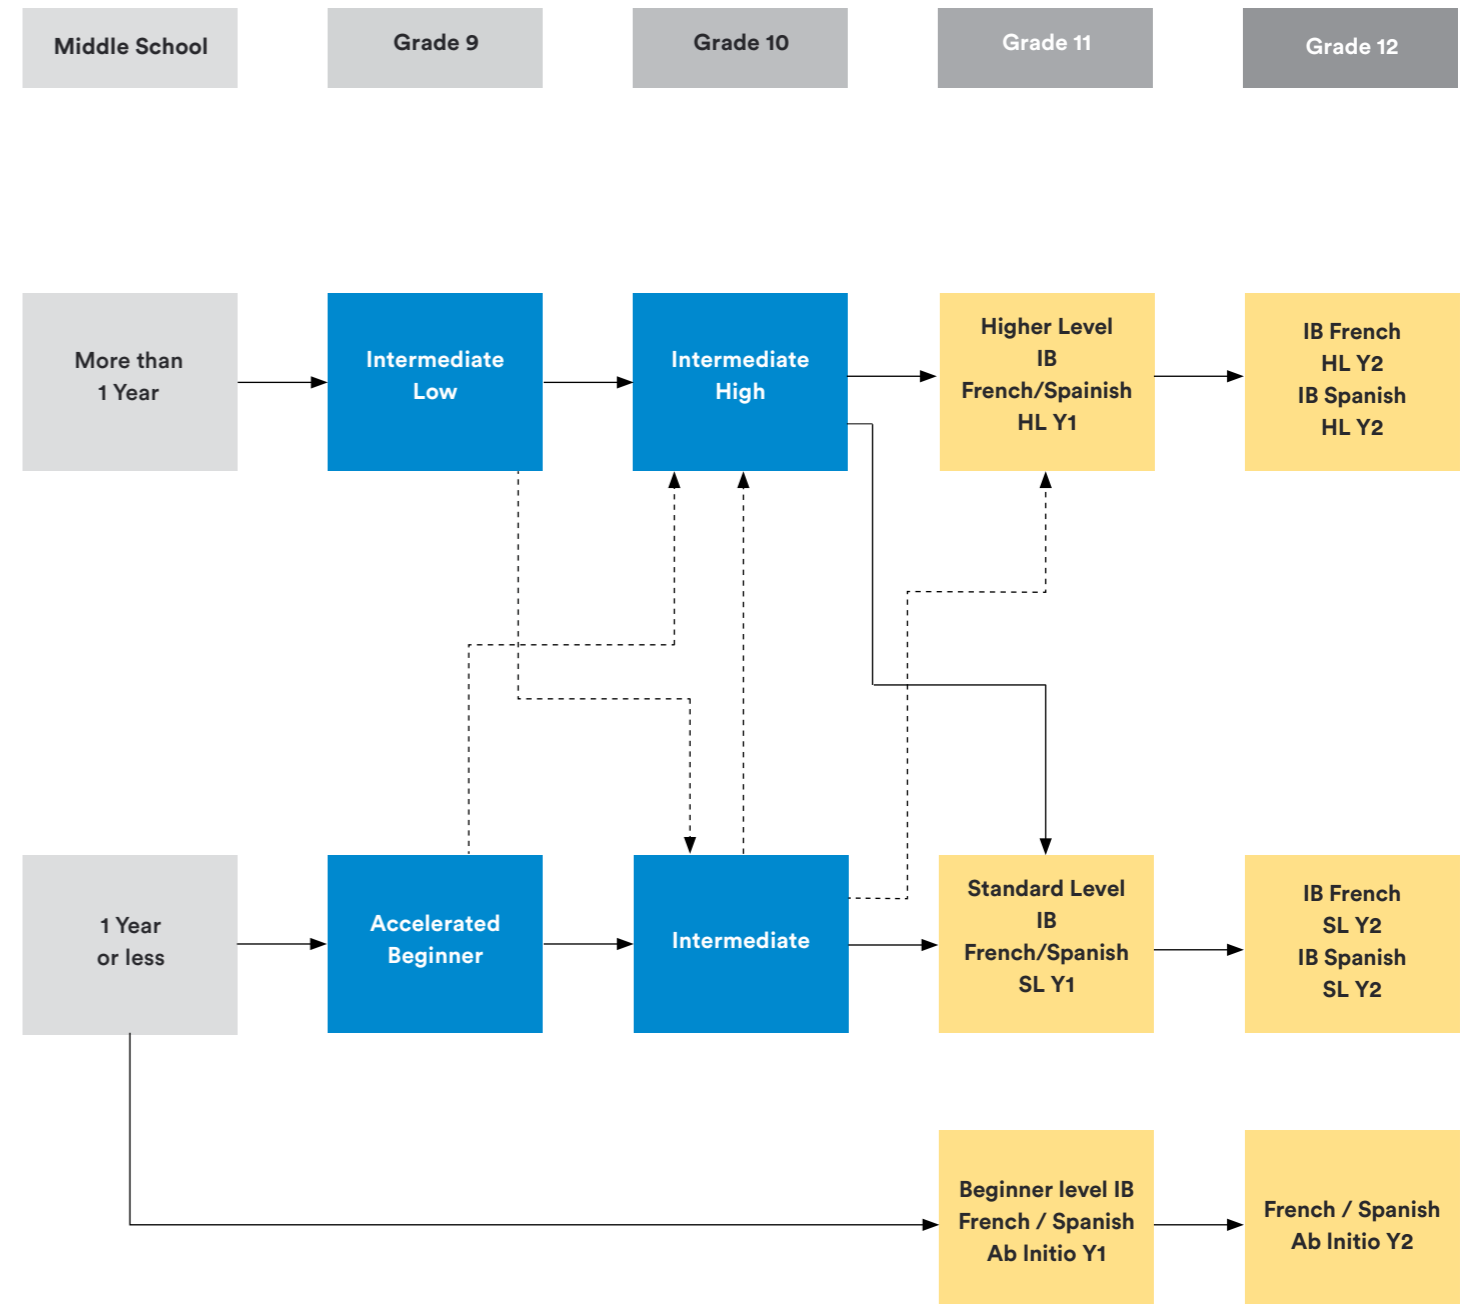 Middle School
Grade 9
Grade 10
Grade 11
Grade 12
More than
1 Year
Intermediate
Low
Intermediate
High
Higher Level
IB
French/Spainish
HL Y1
IB French
HL Y2
IB Spanish
HL Y2
1 Year
or less
Accelerated
Beginner
Intermediate
Standard Level
IB
French/Spanish
SL Y1
IB French
SL Y2
IB Spanish
SL Y2
Beginner level IB
French / Spanish
Ab Initio Y1
French / Spanish
Ab Initio Y2